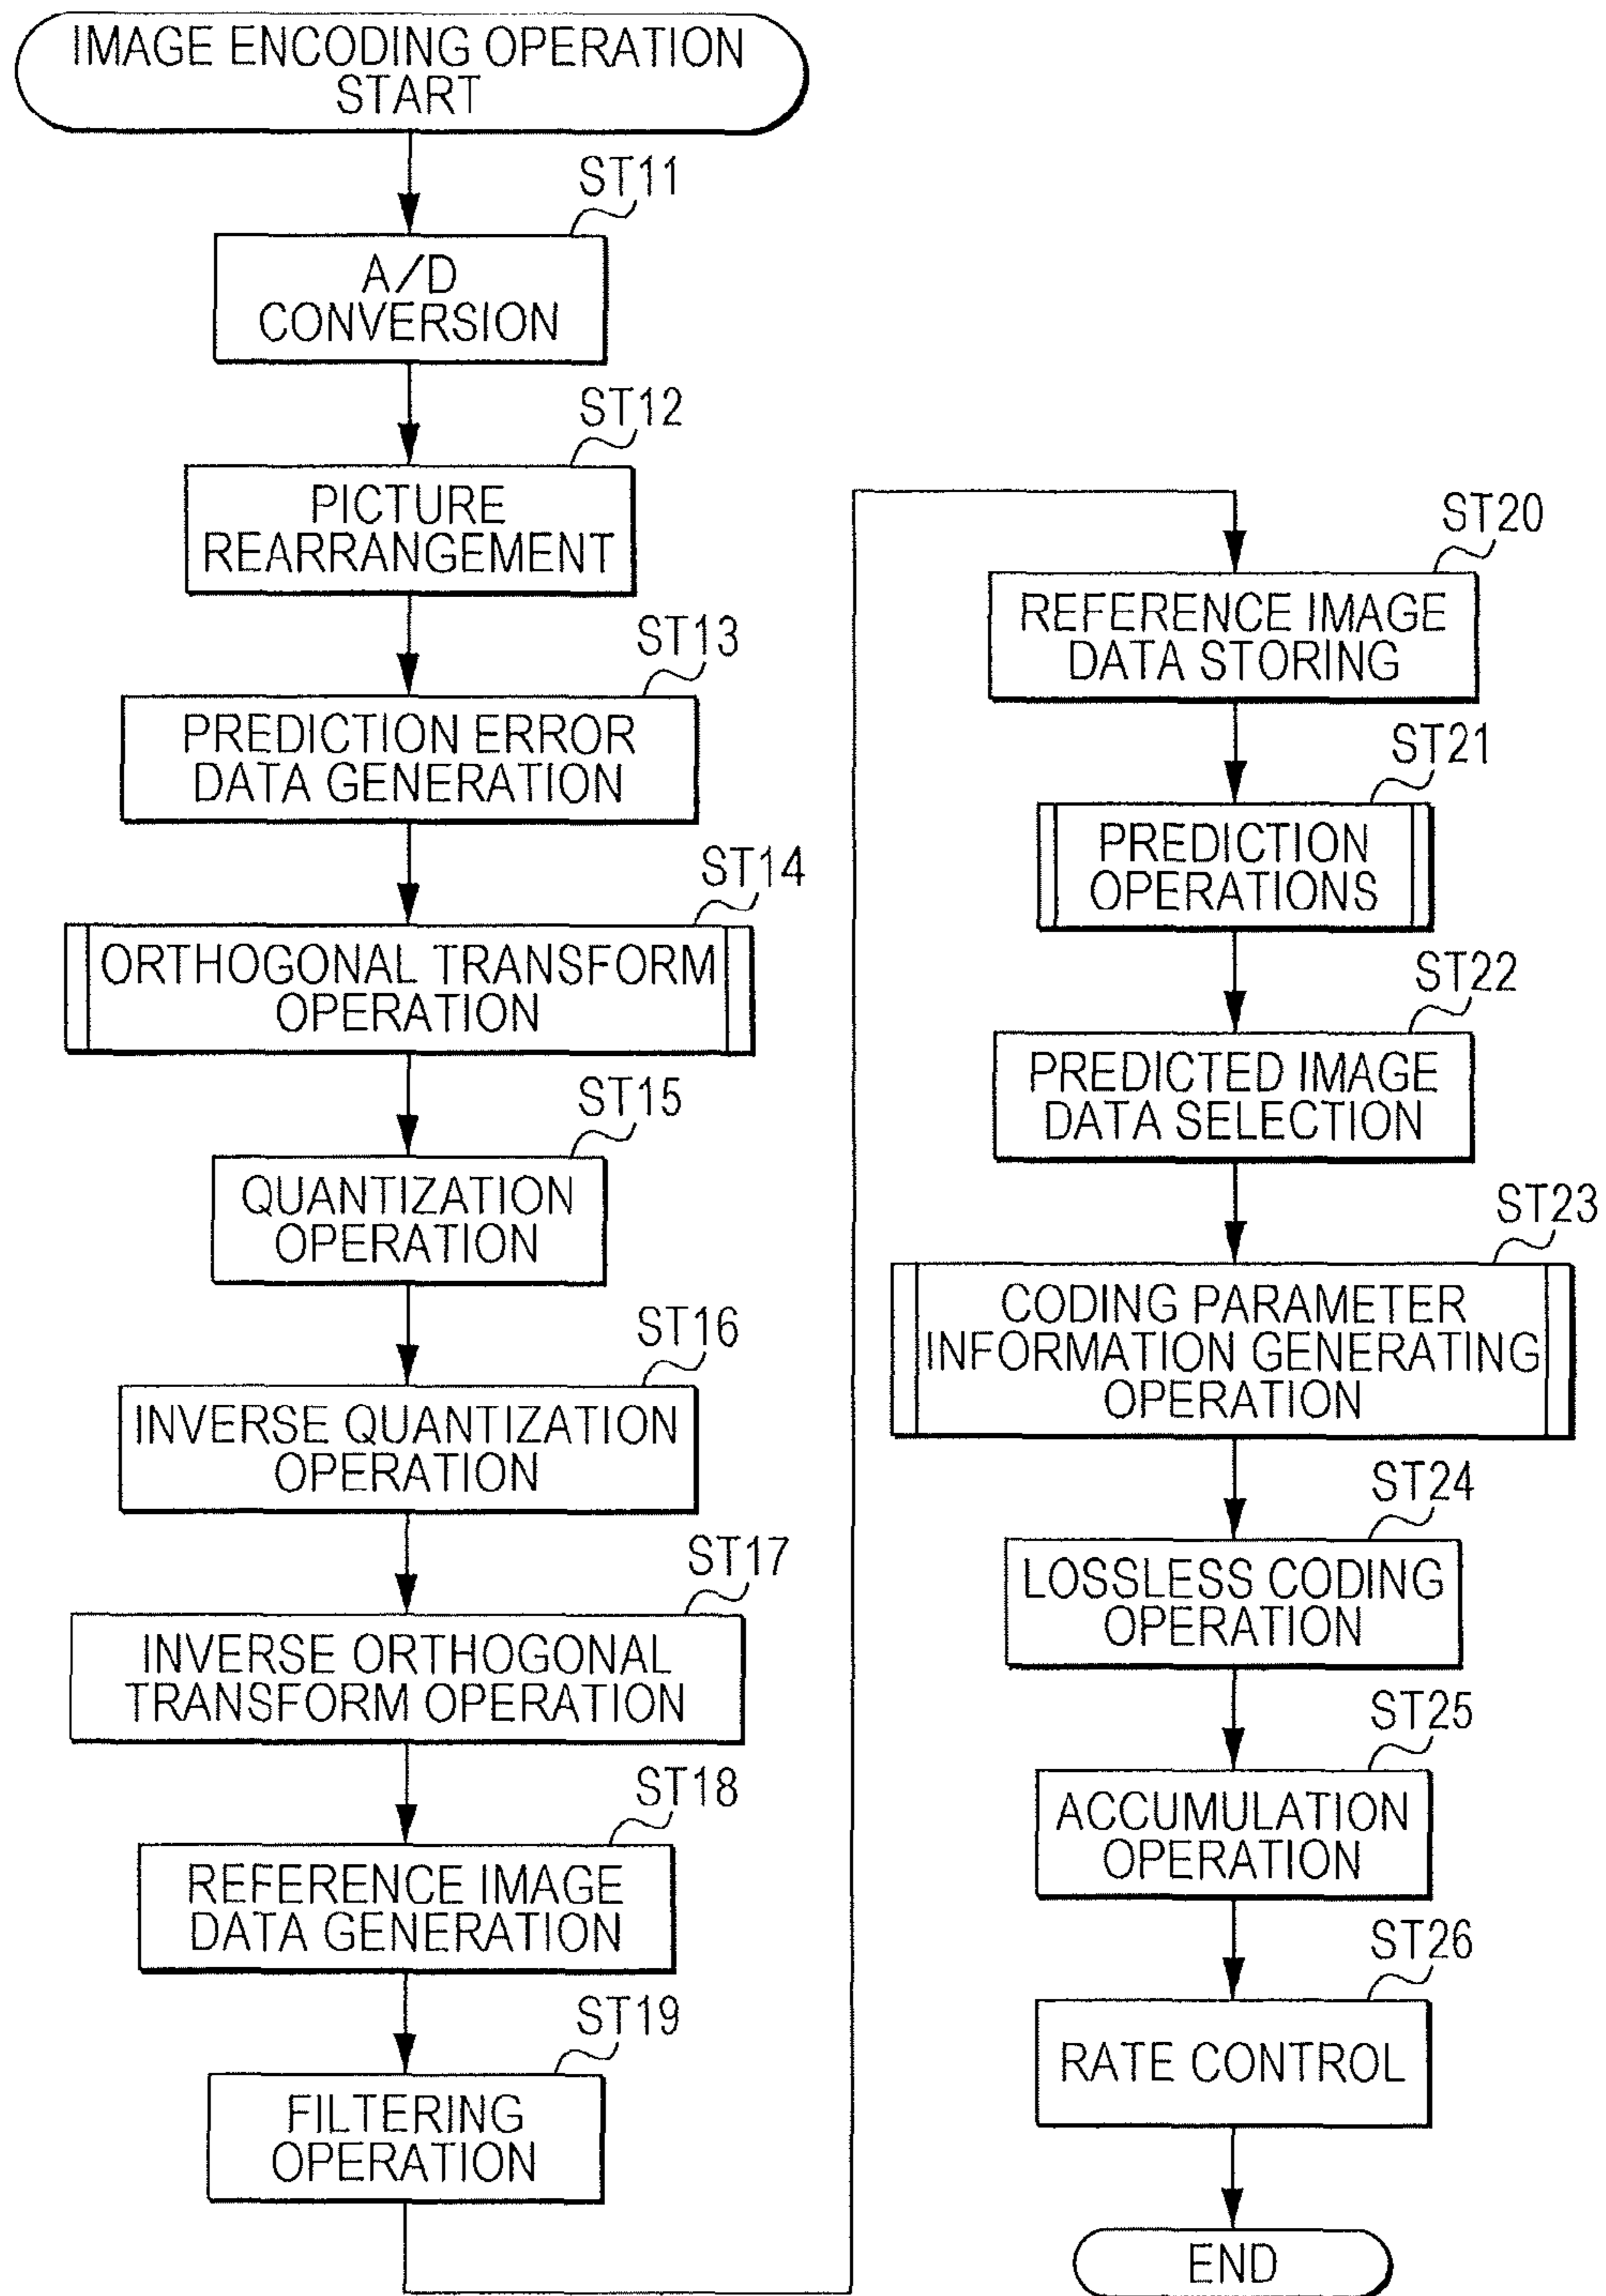 IMAGE ENCODING OPERATION
START
ST11
A/D
CONVERSION
ST12
PICTURE
REARRANGEMENT
ST13
PREDICTION ERROR
DATA GENERATION
ST14
ORTHOGONAL TRANSFORM
OPERATION
ST15
QUANTIZATION
OPERATION
ST16
INVERSE QUANTIZATION
OPERATION
ST17
INVERSE ORTHOGONAL
TRANSFORM OPERATION
ST18
REFERENCE IMAGE
DATA GENERATION
ST19
FILTERING
OPERATION
ST20
REFERENCE IMAGE
DATA STORING
ST21
PREDICTION
OPERATIONS
ST22
PREDICTED IMAGE
DATA SELECTION
ST23
CODING PARAMETER
INFORMATION GENERATING
OPERATION
ST24
LOSSLESS CODING
OPERATION
ST25
ACCUMULATION
OPERATION
ST26
RATE CONTROL
END